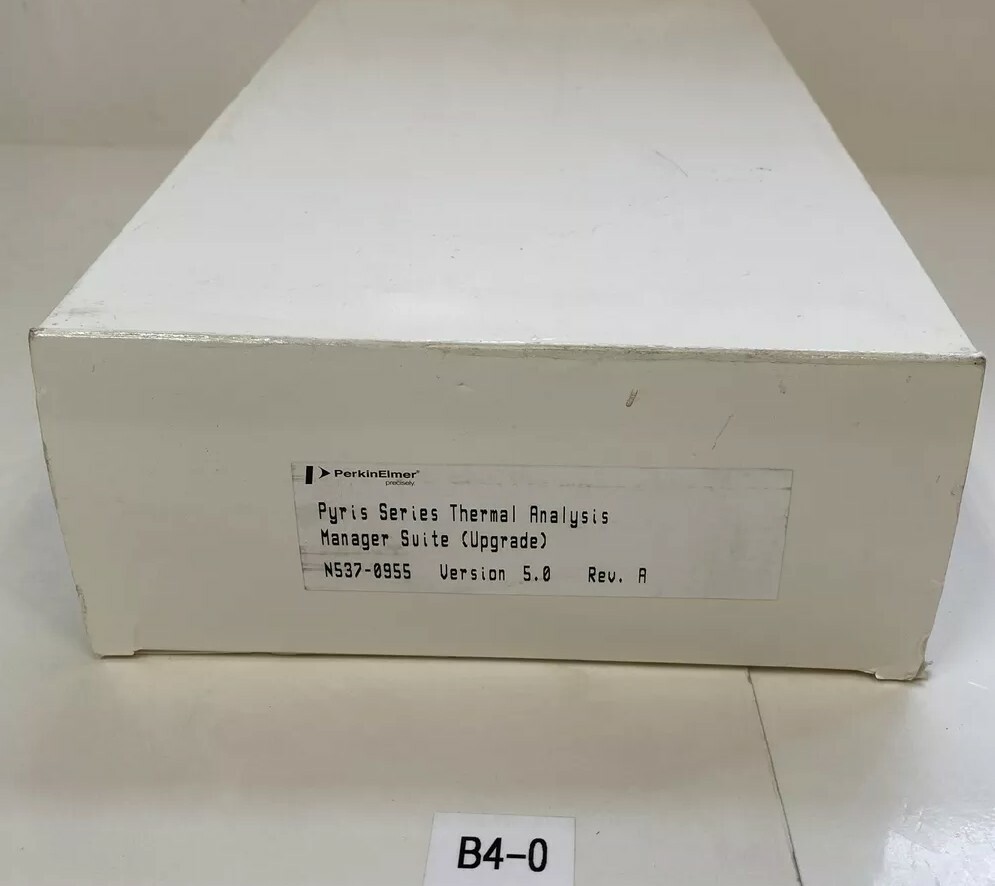 PerkinElmer®
precisely.
Pyris Series Thermal Analysis
Manager Suite (Upgrade)
N537-0955 Version 5.0 Rev. A
B4-0